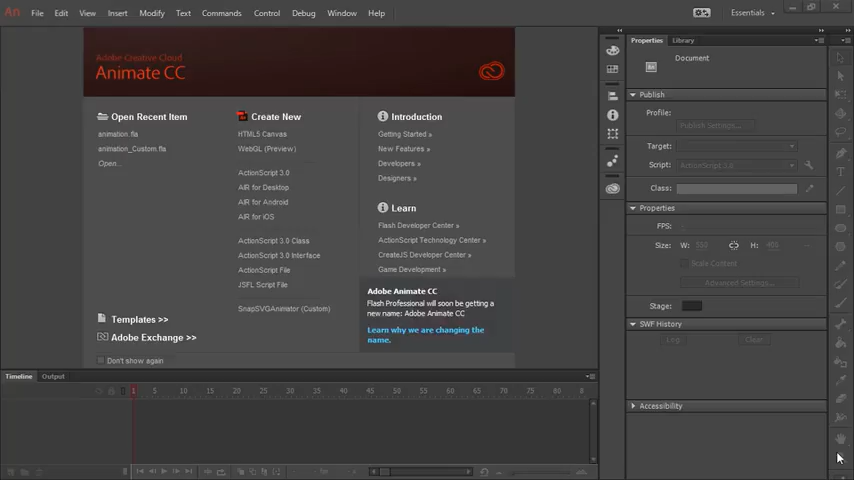 An File Edit View Insert Modify Text Commands Control Debug Window Help Essentials
Adobe Creative Cloud
Animate CC
Open Recent Item
animation.fla
animation_Custom.fla
Open...
Templates >>
Adobe Exchange >>
Don't show again
Create New
HTML5 Canvas
WebGL (Preview)
ActionScript 3.0
AIR for Desktop
AIR for Android
AIR for iOS
ActionScript 3.0 Class
ActionScript 3.0 Interface
ActionScript File
JSFL Script File
SnapSVGAnimator (Custom)
Introduction
Getting Started »
New Features »
Developers »
Designers »
Learn
Flash Developer Center »
ActionScript Technology Center »
CreateJS Developer Center »
Game Development »
Adobe Animate CC
Flash Professional will soon be getting a
new name: Adobe Animate CC
Learn why we are changing the
name.
Properties Library
Document
Publish
Profile:
Publish Settings...
Target:
Script: ActionScript 3.0
Class:
Properties
FPS:
Size: W: 550 H: 400
Scale Content
Advanced Settings...
Stage:
SWF History
Log Clear
Accessibility
Timeline Output
1 5 10 15 20 25 30 35 40 45 50 55 60 65 70 75 80 8